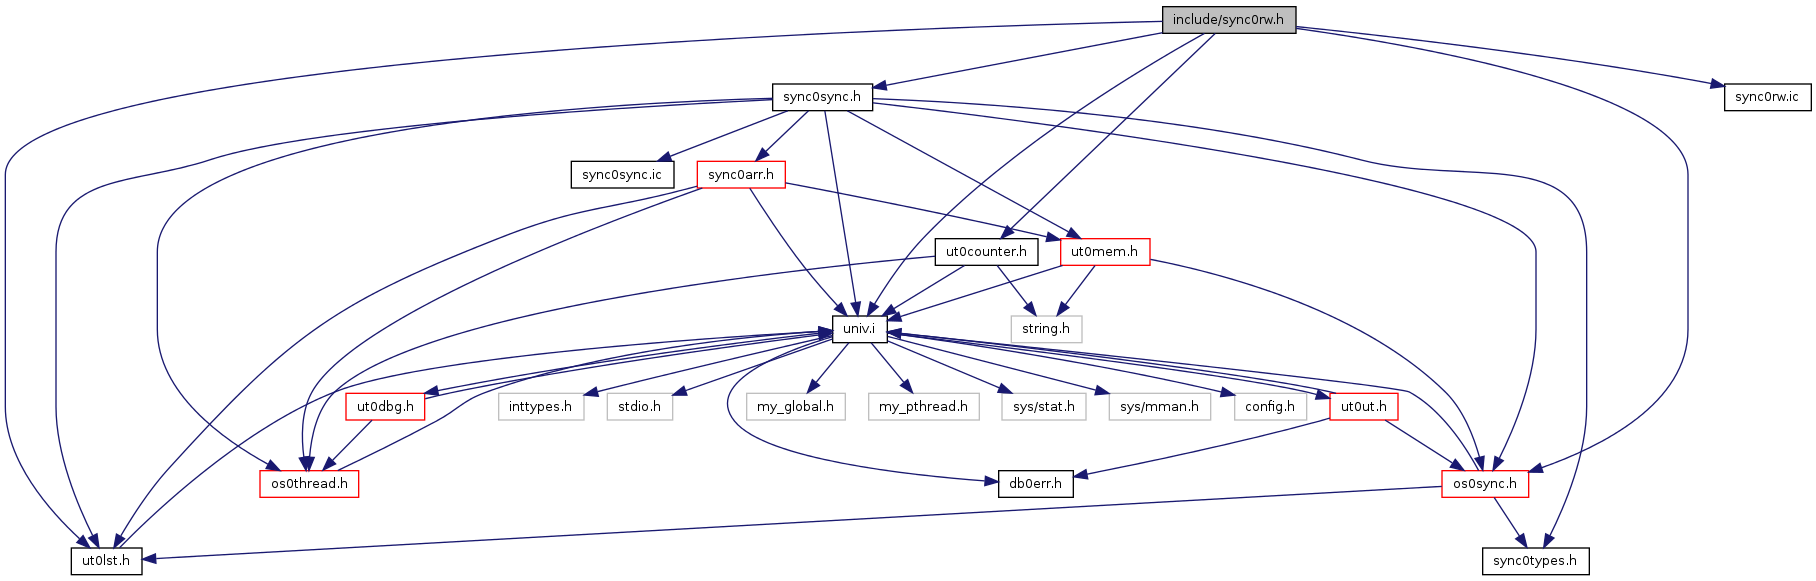 include/sync0rw.h
sync0sync.h
sync0rw.ic
sync0sync.ic
sync0arr.h
ut0counter.h
ut0mem.h
univ.i
string.h
ut0dbg.h
inttypes.h
stdio.h
my_global.h
my_pthread.h
sys/stat.h
sys/mman.h
config.h
ut0ut.h
os0thread.h
db0err.h
os0sync.h
ut0lst.h
sync0types.h